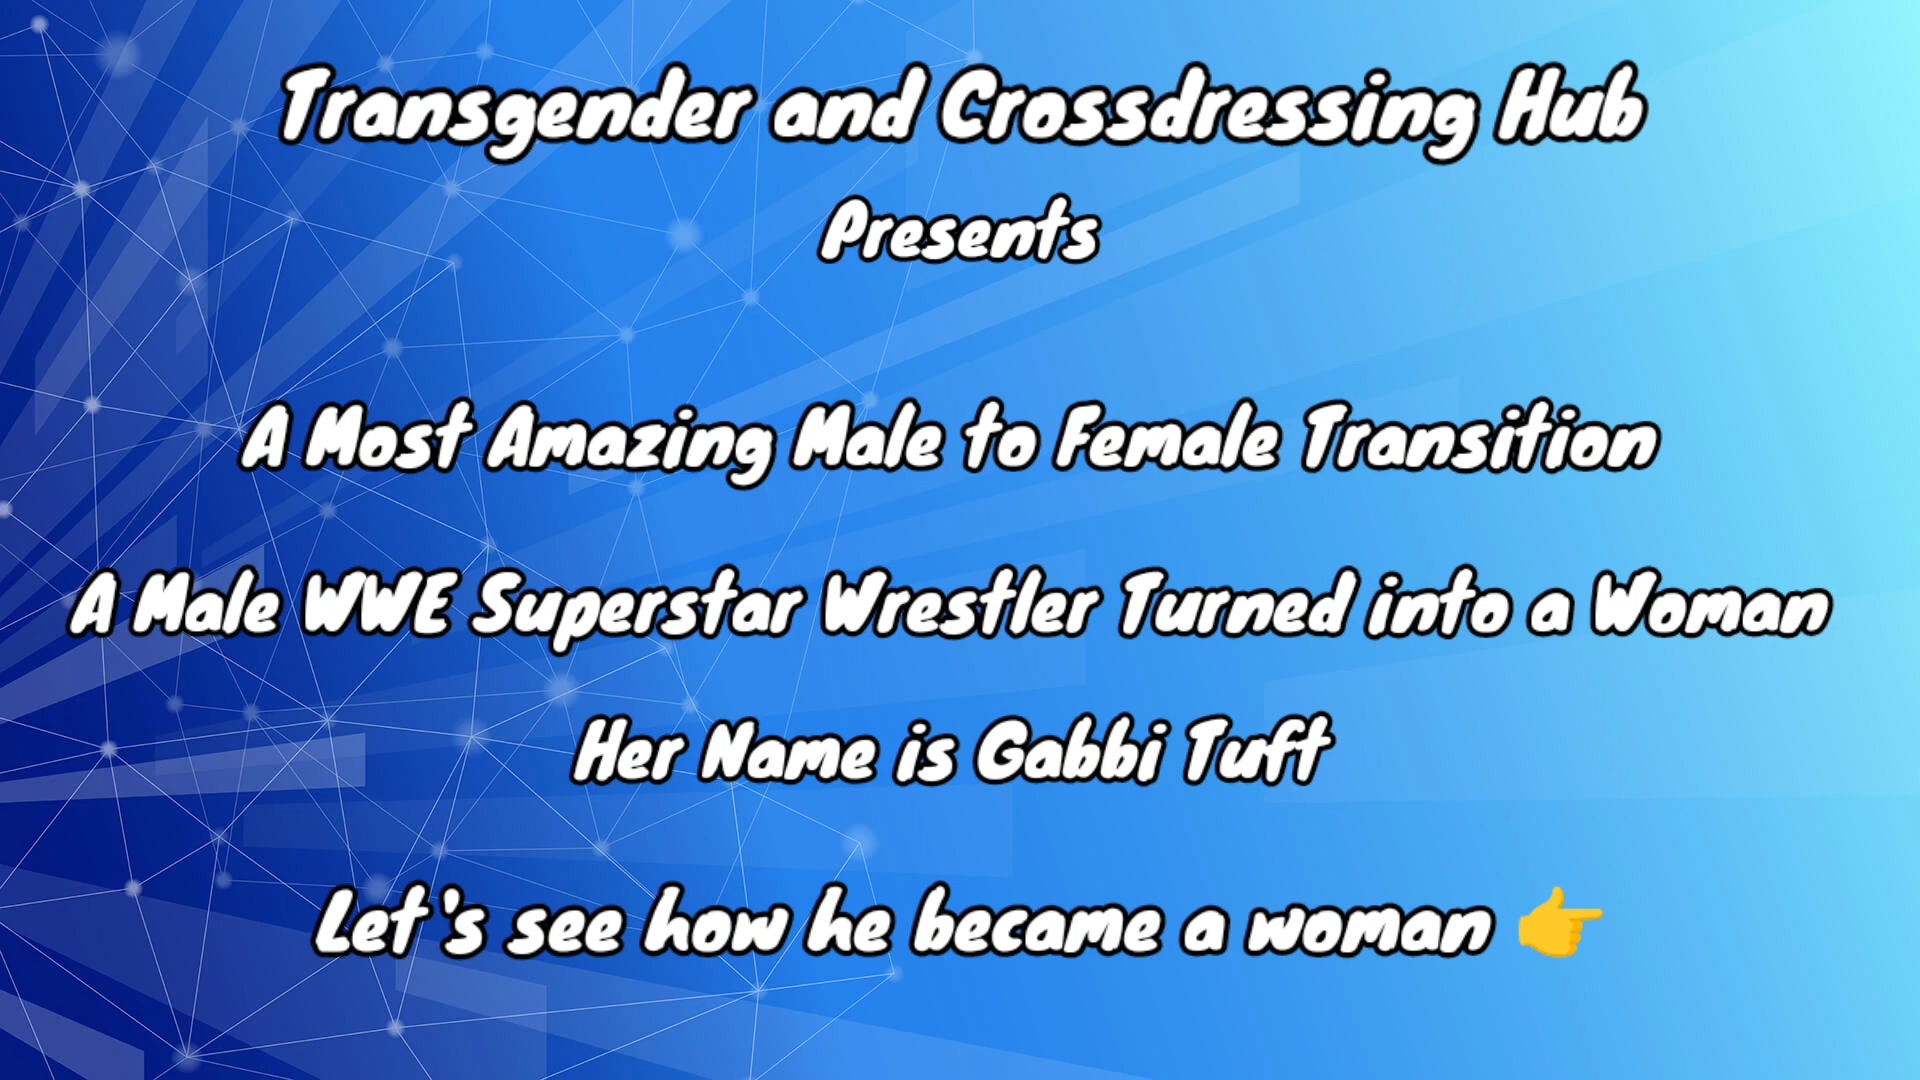 Transgender and Crossdressing Hub
Presents
A Most Amazing Male to Female Transition
A Male WWE Superstar Wrestler Turned into a Woman
Her Name is Gabbi Tuft
Let's see how he became a woman 👉